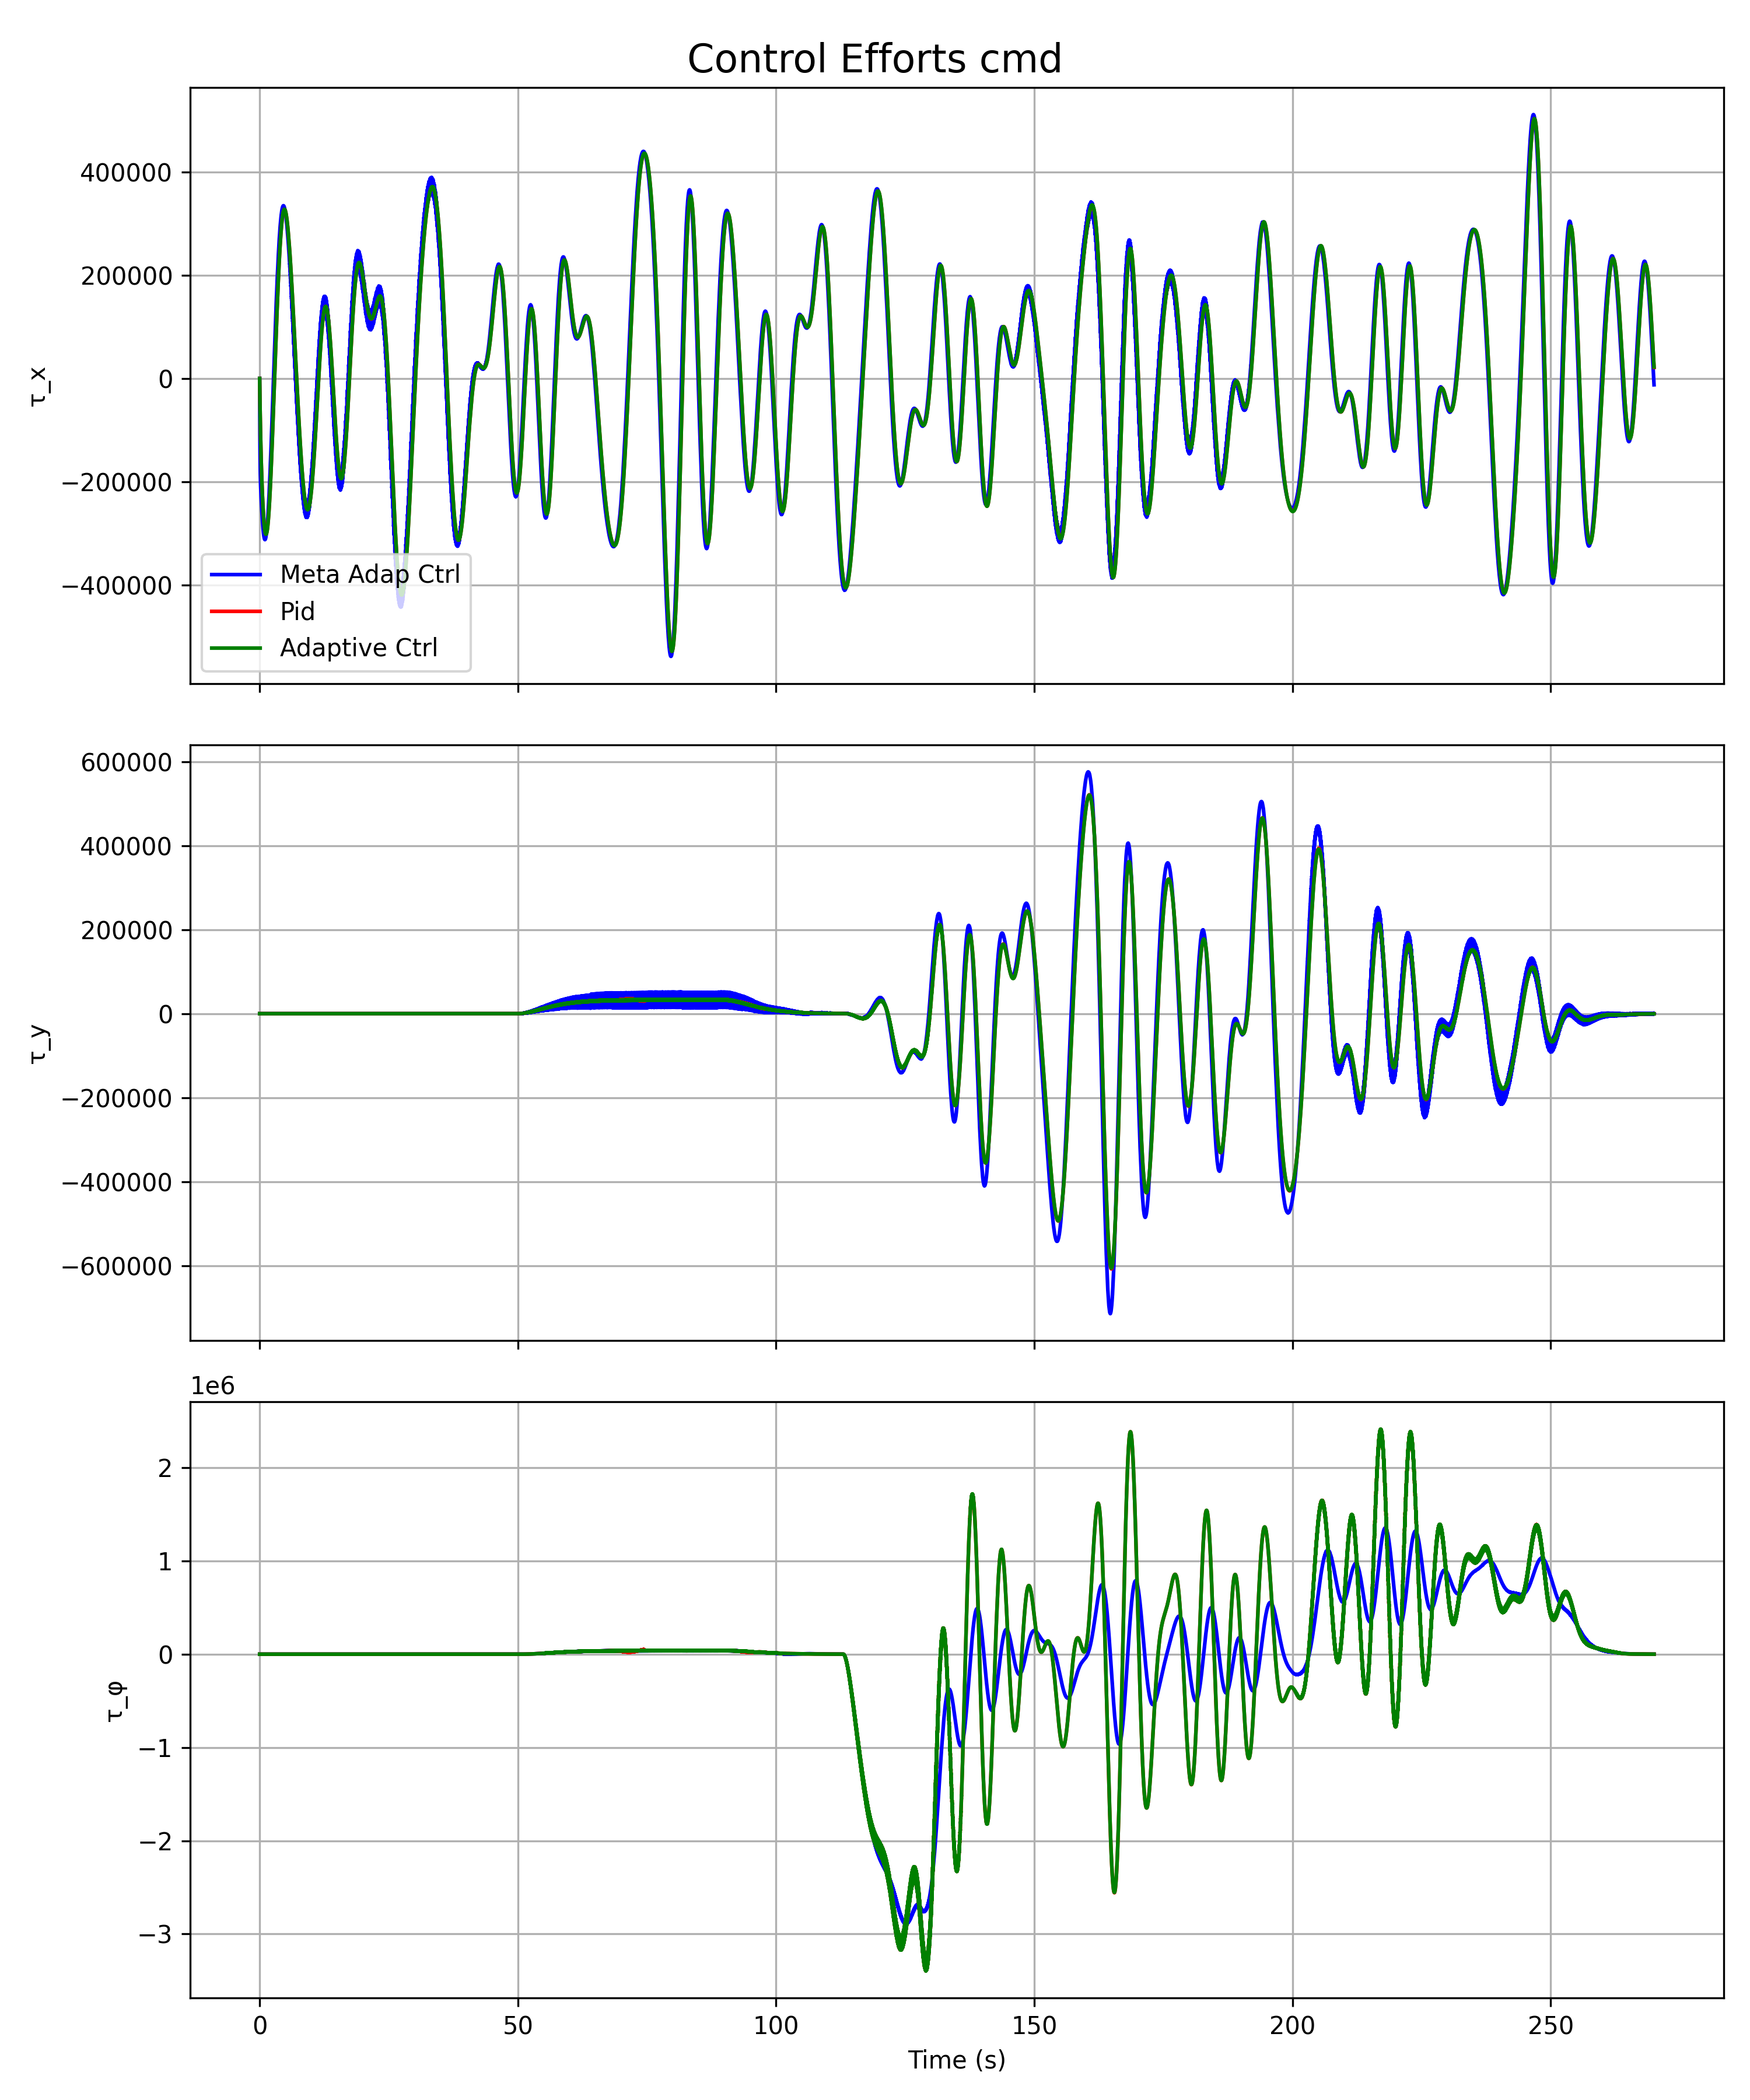 Control Efforts cmd
400000
200000
0
−200000
−400000
τ_x
Meta Adap Ctrl
Pid
Adaptive Ctrl
600000
400000
200000
0
−200000
−400000
−600000
τ_y
1e6
2
1
0
−1
−2
−3
τ_φ
0 50 100 150 200 250
Time (s)